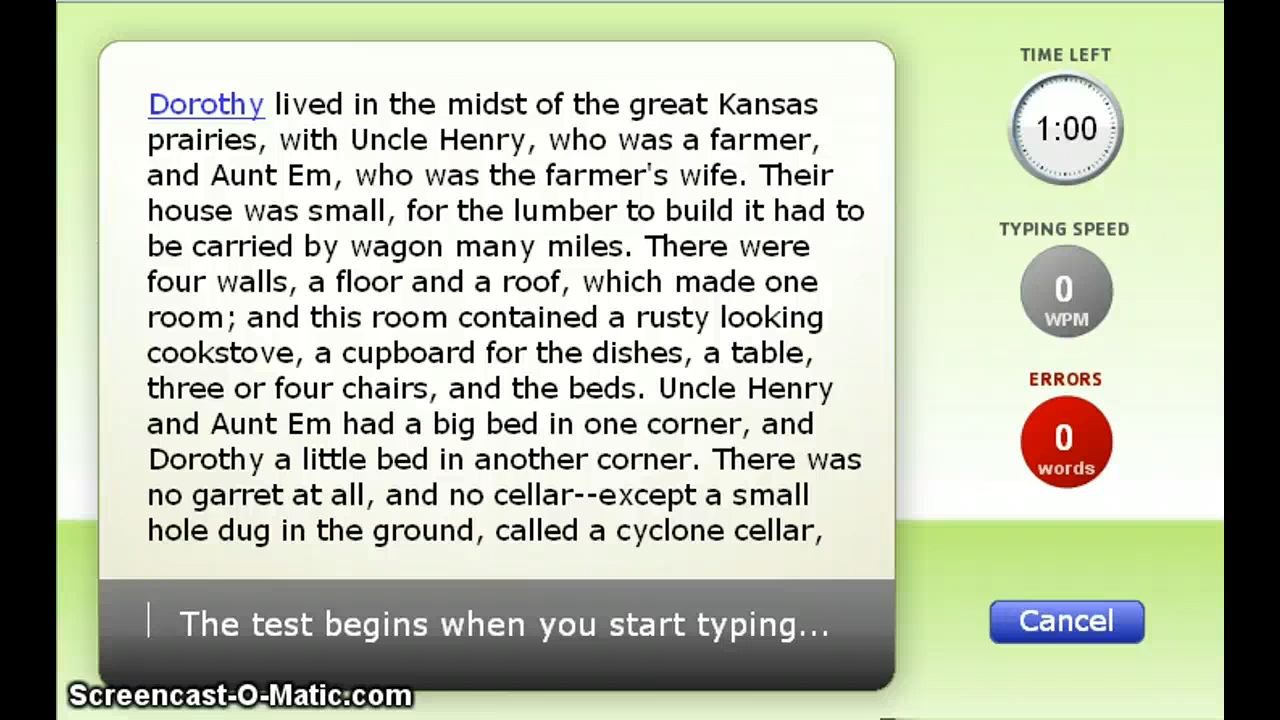 Dorothy lived in the midst of the great Kansas
prairies, with Uncle Henry, who was a farmer,
and Aunt Em, who was the farmer's wife. Their
house was small, for the lumber to build it had to
be carried by wagon many miles. There were
four walls, a floor and a roof, which made one
room; and this room contained a rusty looking
cookstove, a cupboard for the dishes, a table,
three or four chairs, and the beds. Uncle Henry
and Aunt Em had a big bed in one corner, and
Dorothy a little bed in another corner. There was
no garret at all, and no cellar--except a small
hole dug in the ground, called a cyclone cellar,
The test begins when you start typing...
TIME LEFT
1:00
TYPING SPEED
0
WPM
ERRORS
0
words
Cancel
Screencast-O-Matic.com